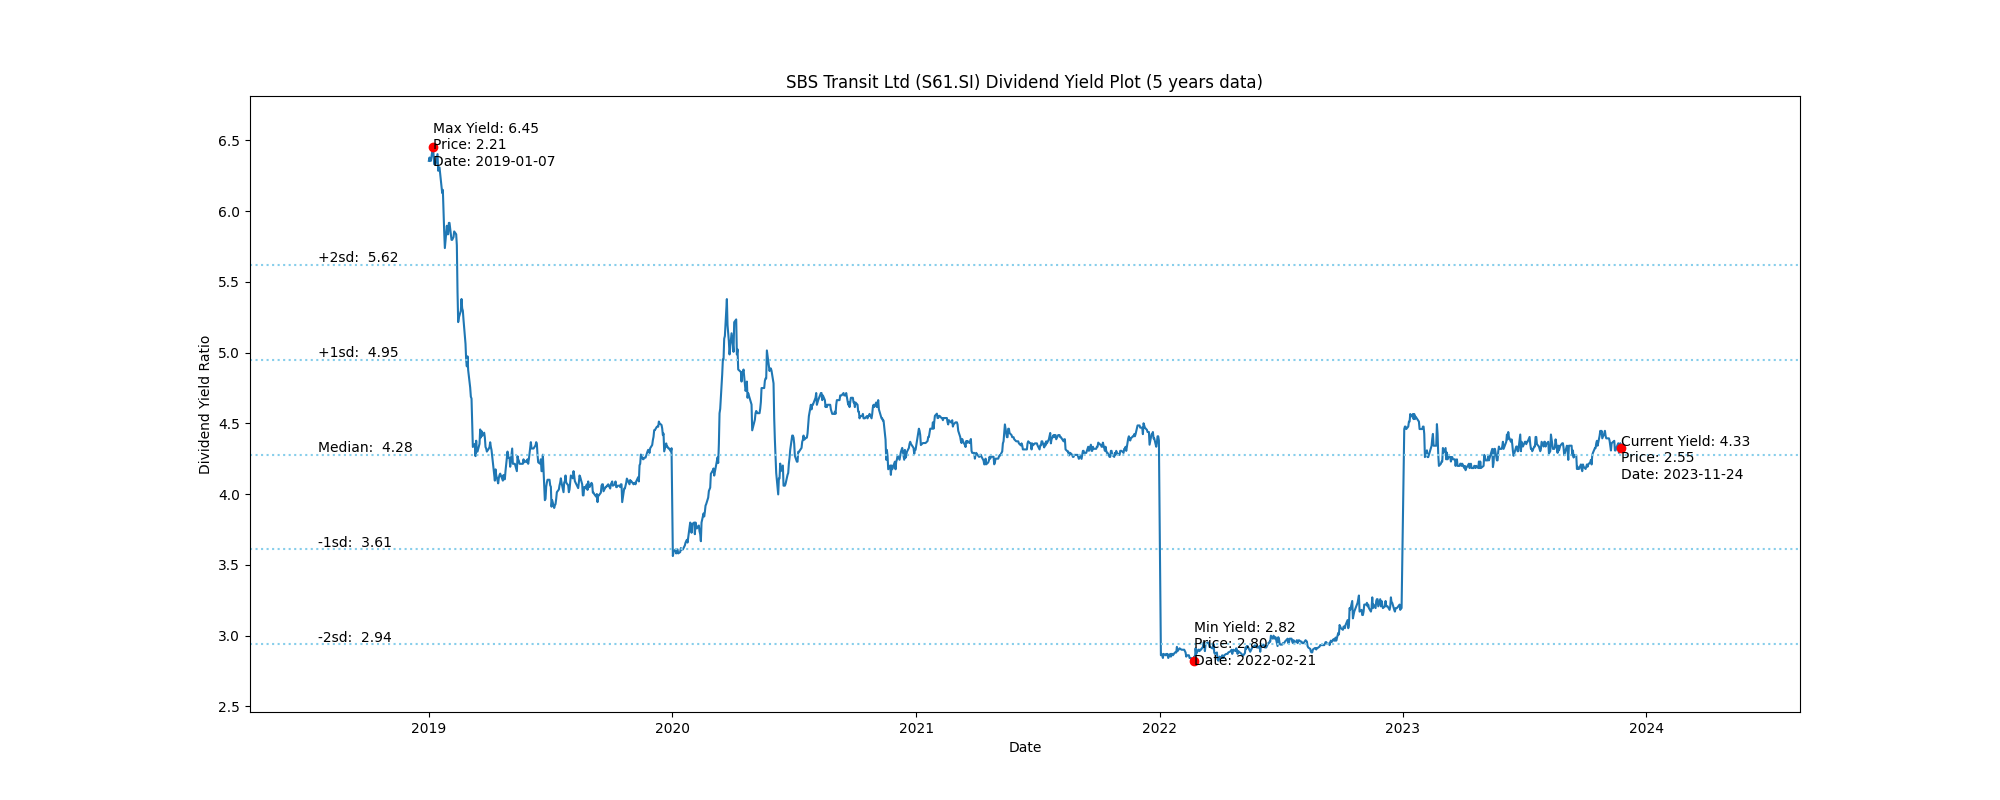 SBS Transit Ltd (S61.SI) Dividend Yield Plot (5 years data)
Dividend Yield Ratio
6.5
6.0
5.5
5.0
4.5
4.0
3.5
3.0
2.5
Max Yield: 6.45
Price: 2.21
Date: 2019-01-07
+2sd:  5.62
+1sd:  4.95
Median:  4.28
-1sd:  3.61
-2sd:  2.94
Current Yield: 4.33
Price: 2.55
Date: 2023-11-24
Min Yield: 2.82
Price: 2.80
Date: 2022-02-21
2019
2020
2021
2022
2023
2024
Date